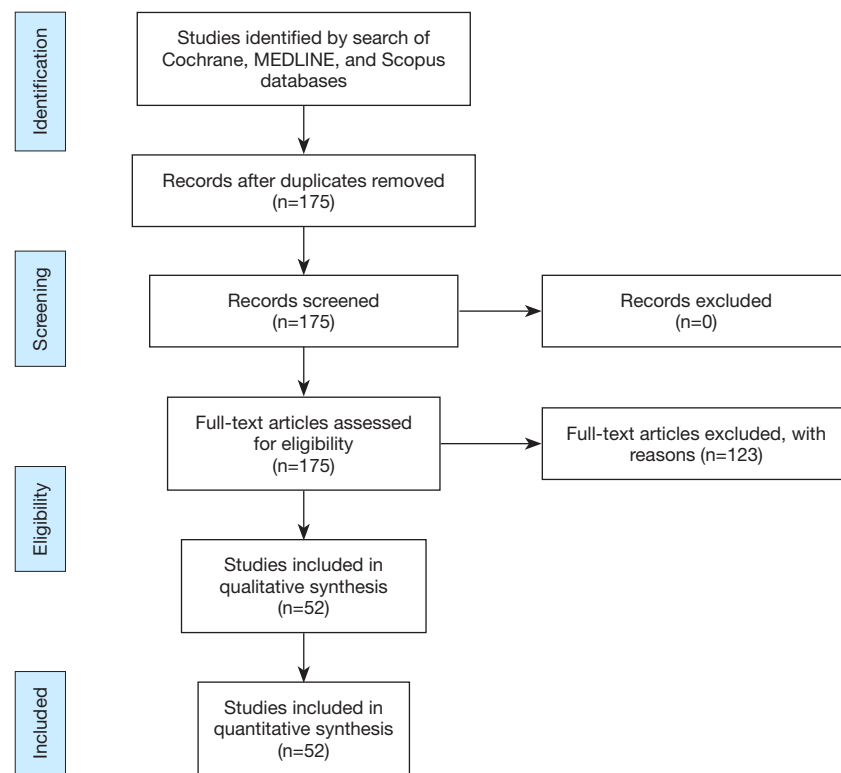 Identification
Studies identified by search of
Cochrane, MEDLINE, and Scopus
databases
Records after duplicates removed
(n=175)
Screening
Records screened
(n=175)
Records excluded
(n=0)
Full-text articles assessed
for eligibility
(n=175)
Full-text articles excluded, with
reasons (n=123)
Eligibility
Studies included in
qualitative synthesis
(n=52)
Included
Studies included in
quantitative synthesis
(n=52)